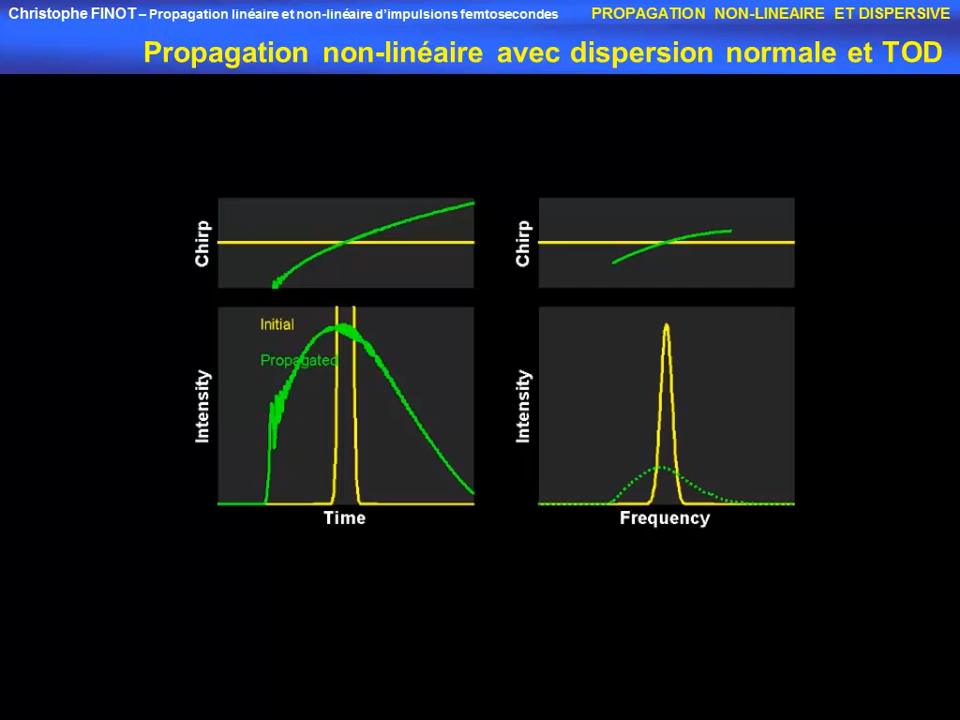 Christophe FINOT – Propagation linéaire et non-linéaire d'impulsions femtosecondes PROPAGATION NON-LINEAIRE ET DISPERSIVE
Propagation non-linéaire avec dispersion normale et TOD
Chirp
Chirp
Initial
Propagated
Intensity
Intensity
Time
Frequency